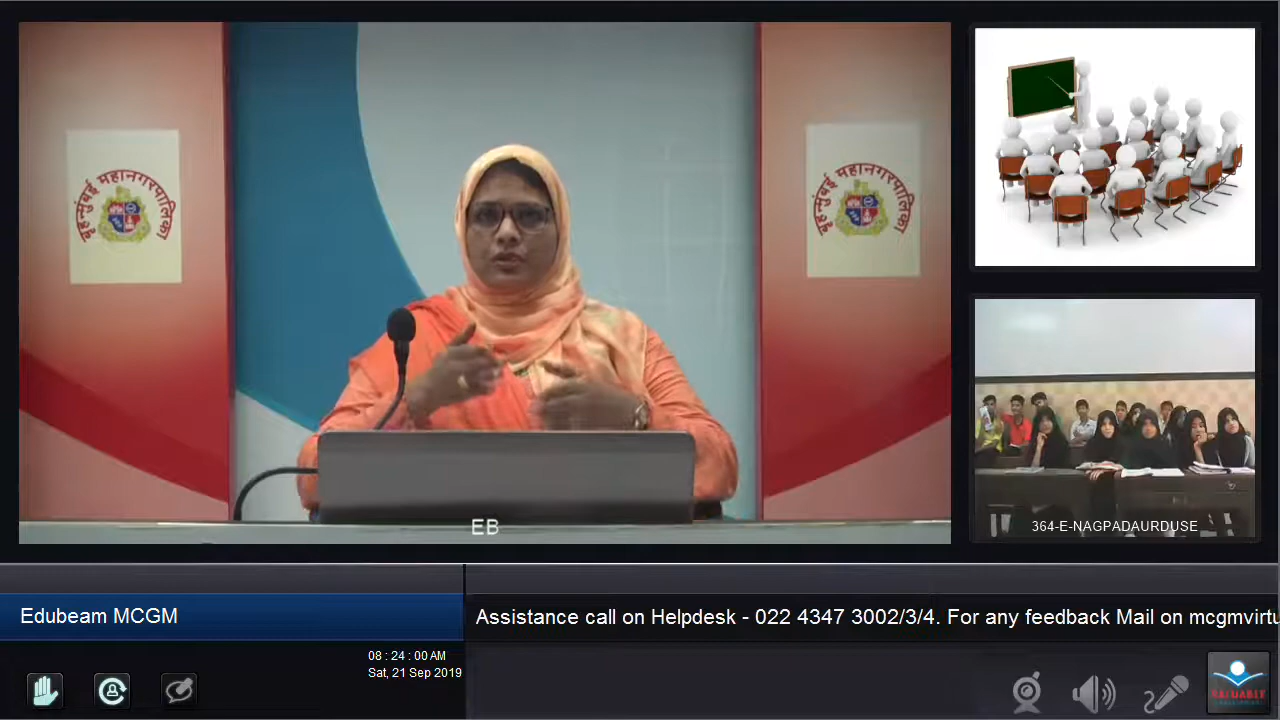 बृहन्मुंबई महानगरपालिका
बृहन्मुंबई महानगरपालिका
EB
364-E-NAGPADAURDUSE
Edubeam MCGM
Assistance call on Helpdesk - 022 4347 3002/3/4. For any feedback Mail on mcgmvirtu
08 : 24 : 00 AM
Sat, 21 Sep 2019
VALUABLE